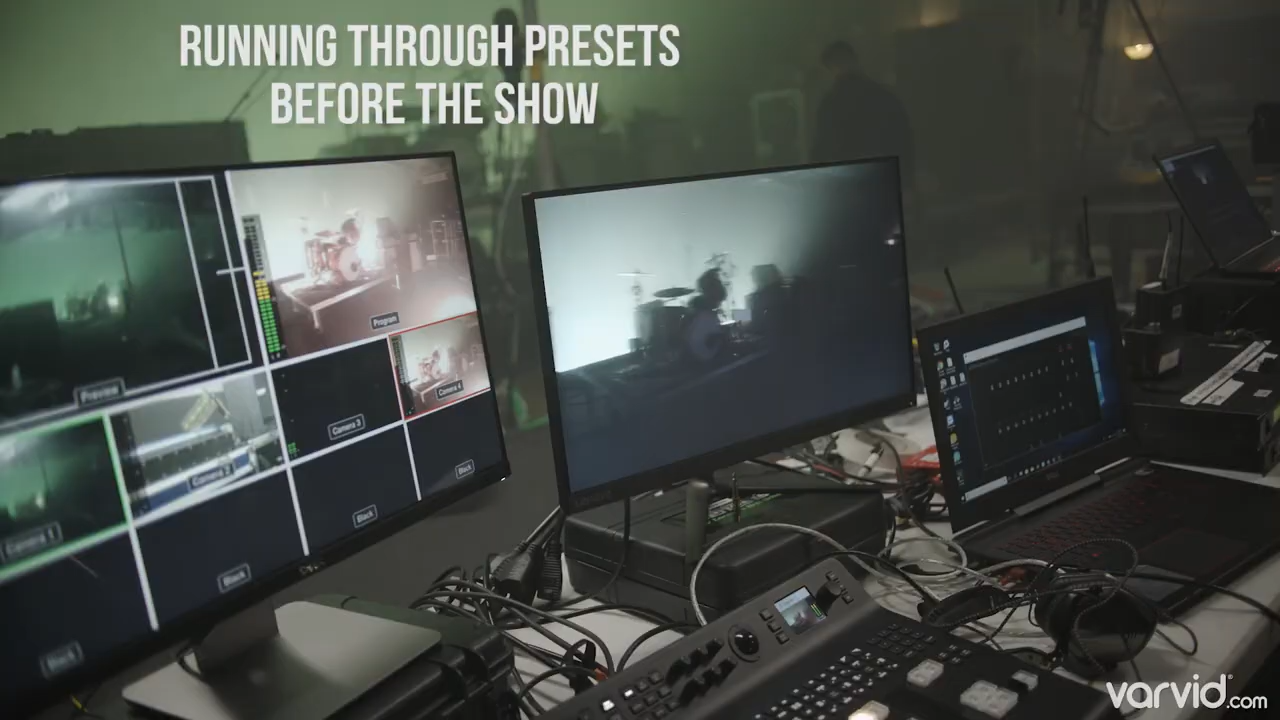 RUNNING THROUGH PRESETS
BEFORE THE SHOW
Preview
Program
Camera 1
Camera 2
Camera 3
Camera 4
Black
Black
Black
Black
varvid.com